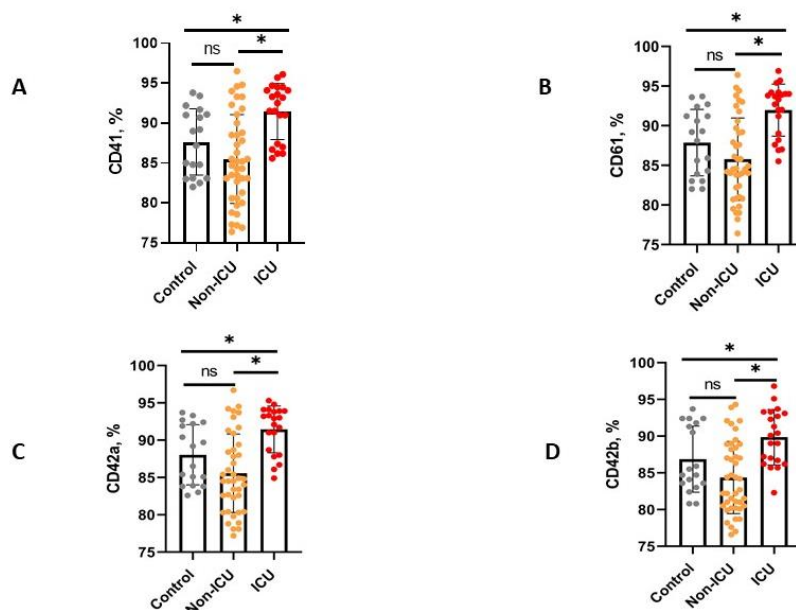 A
*
ns
*
CD41, %
100
95
90
85
80
75
Control
Non-ICU
ICU
B
*
ns
*
CD61, %
100
95
90
85
80
75
Control
Non-ICU
ICU
C
*
ns
*
CD42a, %
100
95
90
85
80
75
Control
Non-ICU
ICU
D
*
ns
*
CD42b, %
100
95
90
85
80
75
Control
Non-ICU
ICU